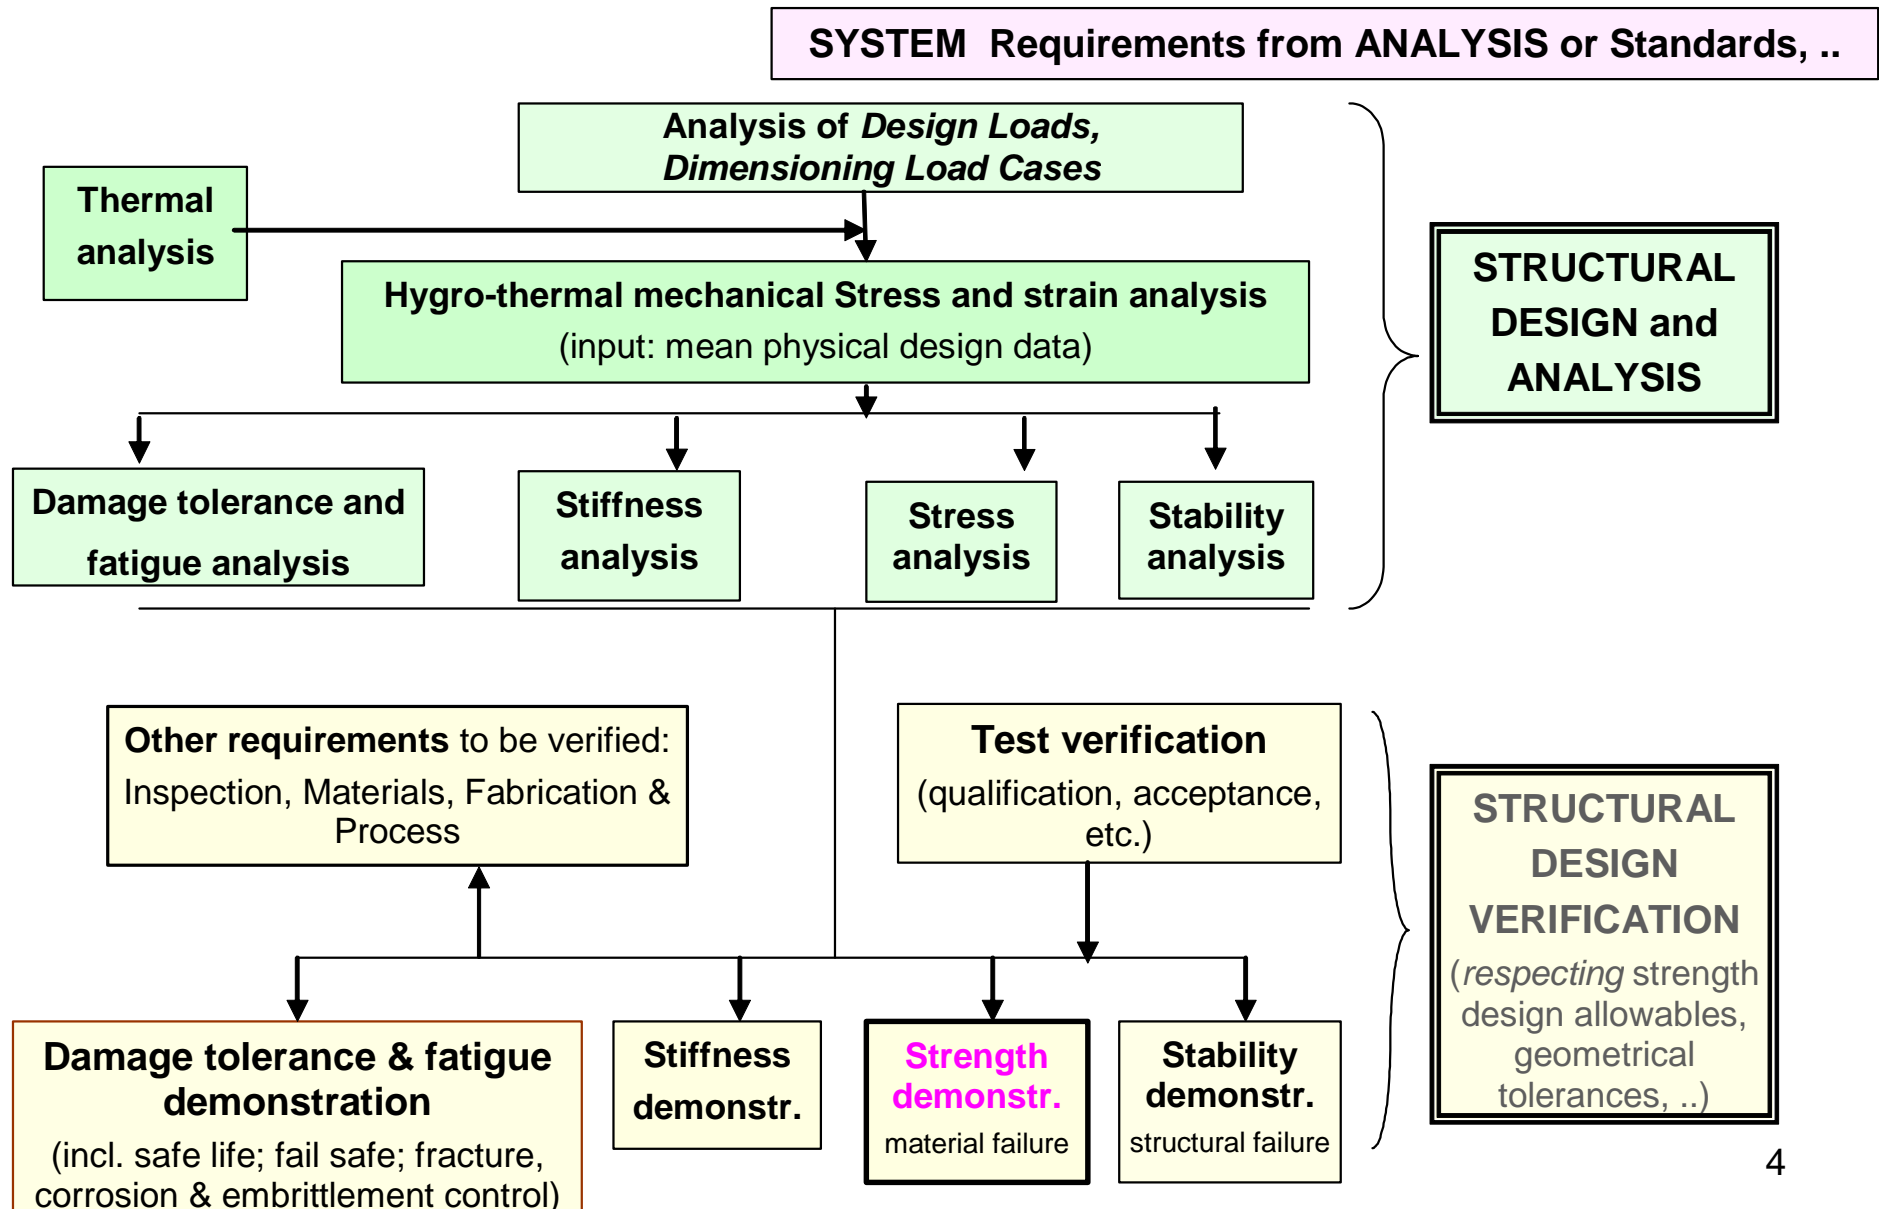 SYSTEM Requirements from ANALYSIS or Standards, ..
Analysis of Design Loads,
Dimensioning Load Cases
Thermal
analysis
Hygro-thermal mechanical Stress and strain analysis
(input: mean physical design data)
STRUCTURAL
DESIGN and
ANALYSIS
Damage tolerance and
fatigue analysis
Stiffness
analysis
Stress
analysis
Stability
analysis
Other requirements to be verified:
Inspection, Materials, Fabrication &
Process
Test verification
(qualification, acceptance,
etc.)
STRUCTURAL
DESIGN
VERIFICATION
(respecting strength
design allowables,
geometrical
tolerances, ..)
Damage tolerance & fatigue
demonstration
(incl. safe life; fail safe; fracture,
corrosion & embrittlement control)
Stiffness
demonstr.
Strength
demonstr.
material failure
Stability
demonstr.
structural failure
4